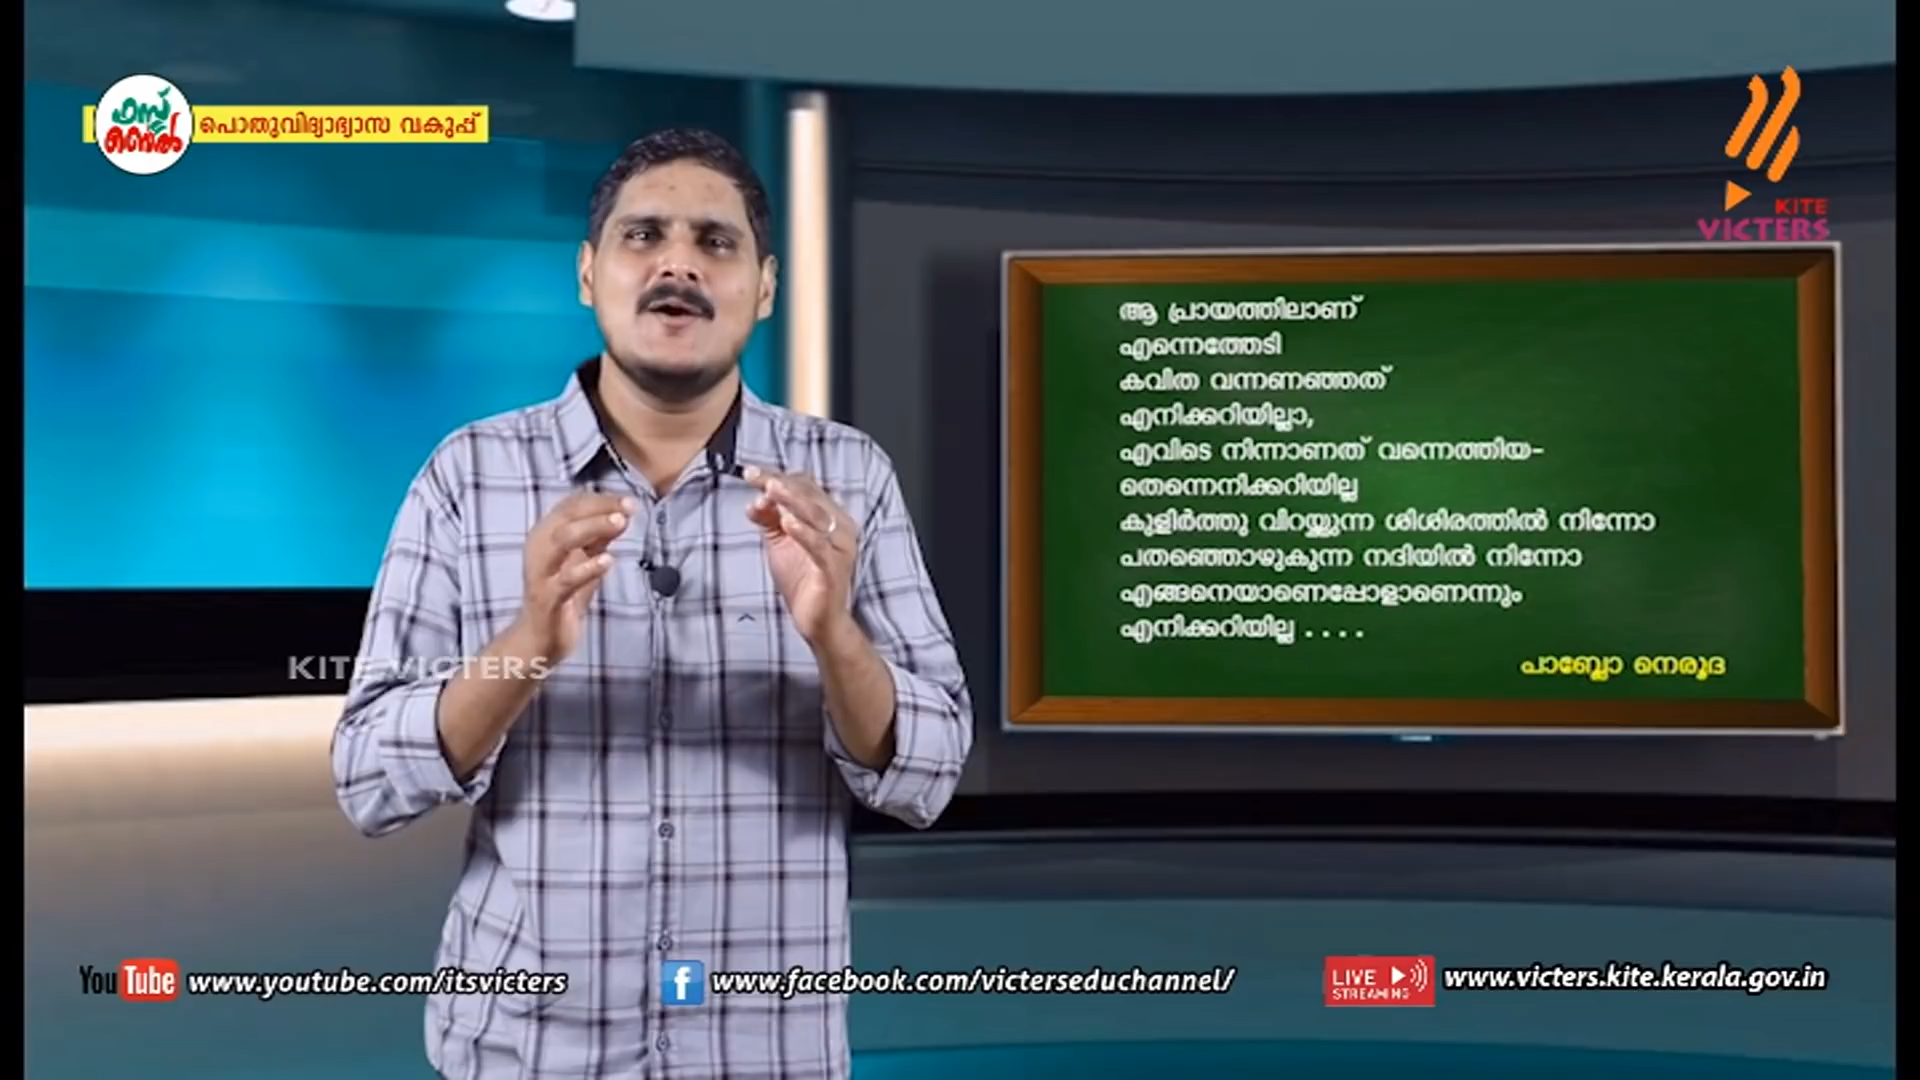 ഫസ്റ്റ്
ബെൽ
പൊതുവിദ്യാഭ്യാസ വകുപ്പ്
KITE
VICTERS
ആ പ്രായത്തിലാണ്
എന്നെത്തേടി
കവിത വന്നണഞ്ഞത്
എനിക്കറിയില്ലാ,
എവിടെ നിന്നാണത് വന്നെത്തിയ-
തെന്നെനിക്കറിയില്ല
കുളിർത്തു വിറയ്ക്കുന്ന ശിശിരത്തിൽ നിന്നോ
പതഞ്ഞൊഴുകുന്ന നദിയിൽ നിന്നോ
എങ്ങനെയാണെപ്പോളാണെന്നും
എനിക്കറിയില്ല ....
പാബ്ലോ നെരൂദ
KITE VICTERS
YouTube www.youtube.com/itsvicters
f www.facebook.com/victerseduchannel/
LIVE STREAMING www.victers.kite.kerala.gov.in